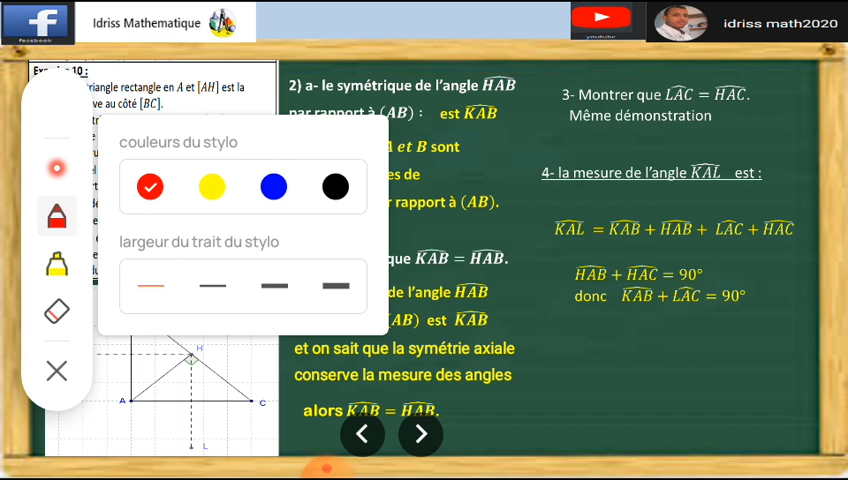 facebook
Idriss Mathematique
youtube
idriss math2020
triangle rectangle en A et [AH] est la
au côté [BC].
couleurs du stylo
largeur du trait du stylo
H
A
C
L
2) a- le symétrique de l'angle HAB
par rapport à (AB) : est KAB
A et B sont
de
rapport à (AB).
que KAB = HAB.
de l'angle HAB
(AB) est KAB
et on sait que la symétrie axiale
conserve la mesure des angles
alors KAB = HAB.
3- Montrer que LAC = HAC.
Même démonstration
4- la mesure de l'angle KAL est :
KAL = KAB + HAB + LAC + HAC
HAB + HAC = 90°
donc KAB + LAC = 90°